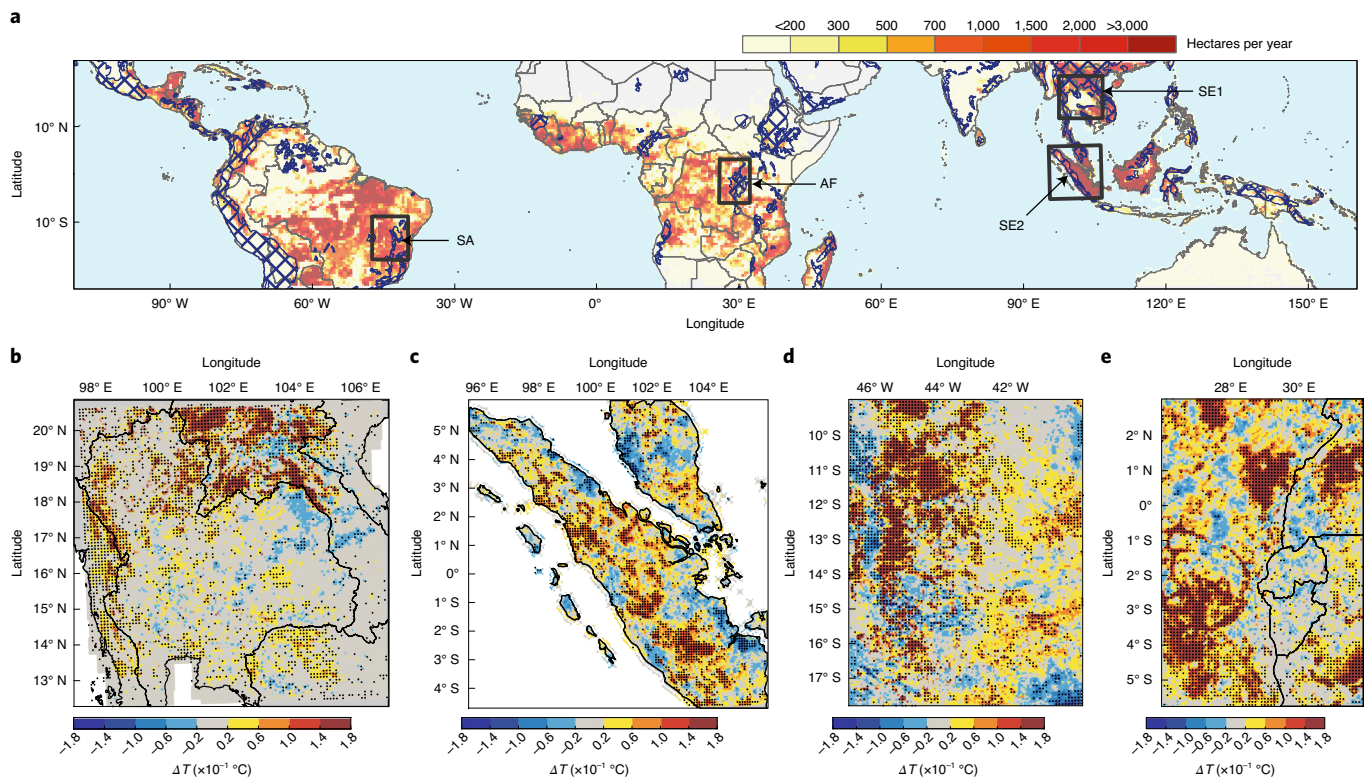 a
<200 300 500 700 1,000 1,500 2,000 >3,000
Hectares per year
SE1
10° N
Latitude
AF
10° S
SE2
SA
90° W 60° W 30° W 0° 30° E 60° E 90° E 120° E 150° E
Longitude
b
Longitude
98° E 100° E 102° E 104° E 106° E
20° N
19° N
18° N
17° N
16° N
15° N
14° N
13° N
Latitude
–1.8 –1.4 –1.0 –0.6 –0.2 0.2 0.6 1.0 1.4 1.8
ΔT (×10⁻¹ °C)
c
Longitude
96° E 98° E 100° E 102° E 104° E
5° N
4° N
3° N
2° N
1° N
0°
1° S
2° S
3° S
4° S
Latitude
–1.8 –1.4 –1.0 –0.6 –0.2 0.2 0.6 1.0 1.4 1.8
ΔT (×10⁻¹ °C)
d
Longitude
46° W 44° W 42° W
10° S
11° S
12° S
13° S
14° S
15° S
16° S
17° S
Latitude
–1.8 –1.4 –1.0 –0.6 –0.2 0.2 0.6 1.0 1.4 1.8
ΔT (×10⁻¹ °C)
e
Longitude
28° E 30° E
2° N
1° N
0°
1° S
2° S
3° S
4° S
5° S
Latitude
–1.8 –1.4 –1.0 –0.6 –0.2 0.2 0.6 1.0 1.4 1.8
ΔT (×10⁻¹ °C)